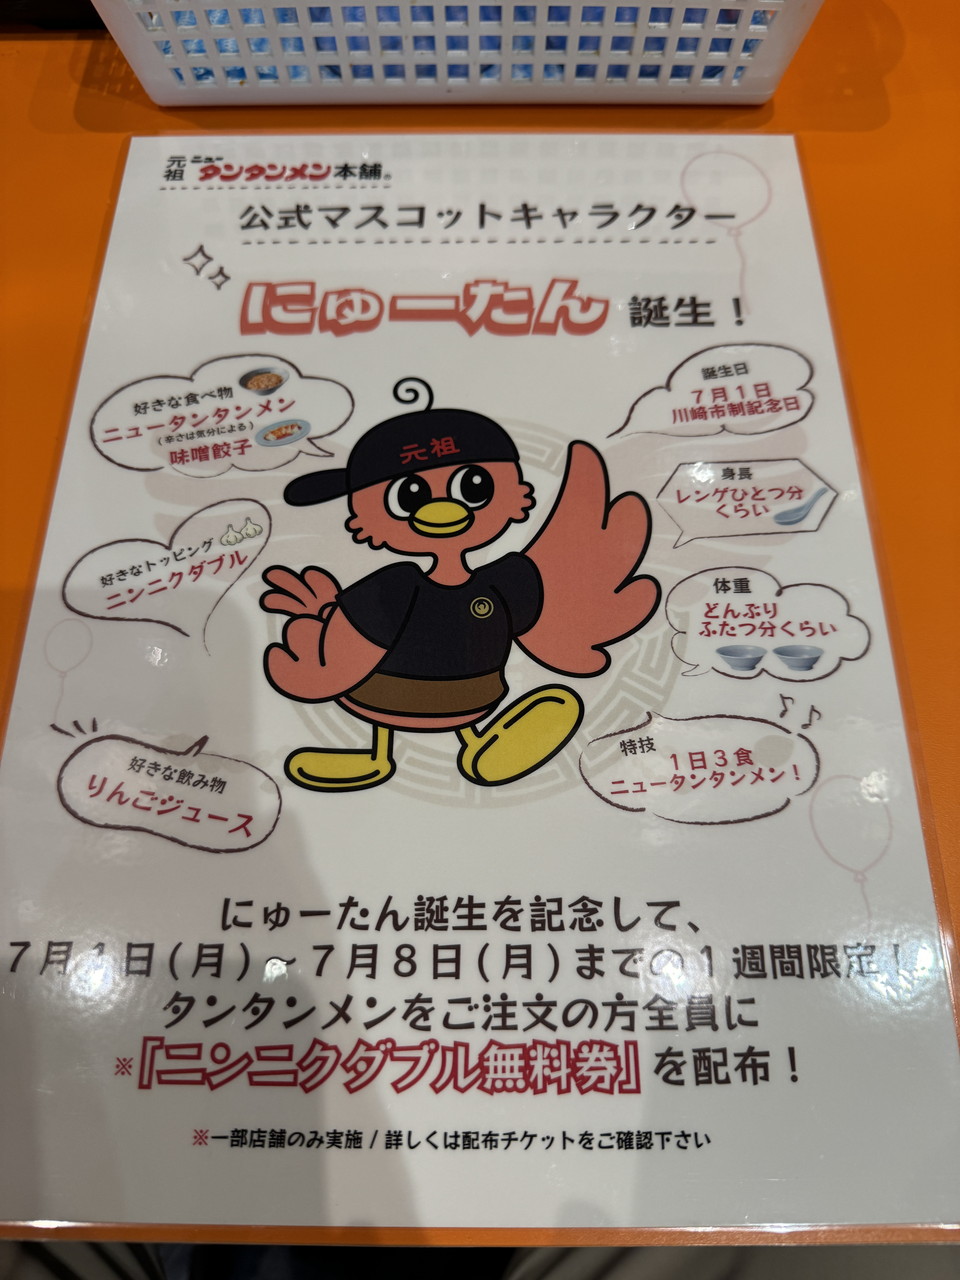 元祖 ニュータンタンメン本舗。
公式マスコットキャラクター
にゅーたん 誕生！
好きな食べ物
ニュータンタンメン
(辛さは気分による)
味噌餃子
誕生日
７月１日
川崎市制記念日
元祖
身長
レンゲひとつ分
くらい
好きなトッピング
ニンニクダブル
体重
どんぶり
ふたつ分くらい
好きな飲み物
りんごジュース
特技
１日３食
ニュータンタンメン！
にゅーたん誕生を記念して、
７月１日(月)～７月８日(月)までの１週間限定！
タンタンメンをご注文の方全員に
※「ニンニクダブル無料券」を配布！
※一部店舗のみ実施 / 詳しくは配布チケットをご確認下さい